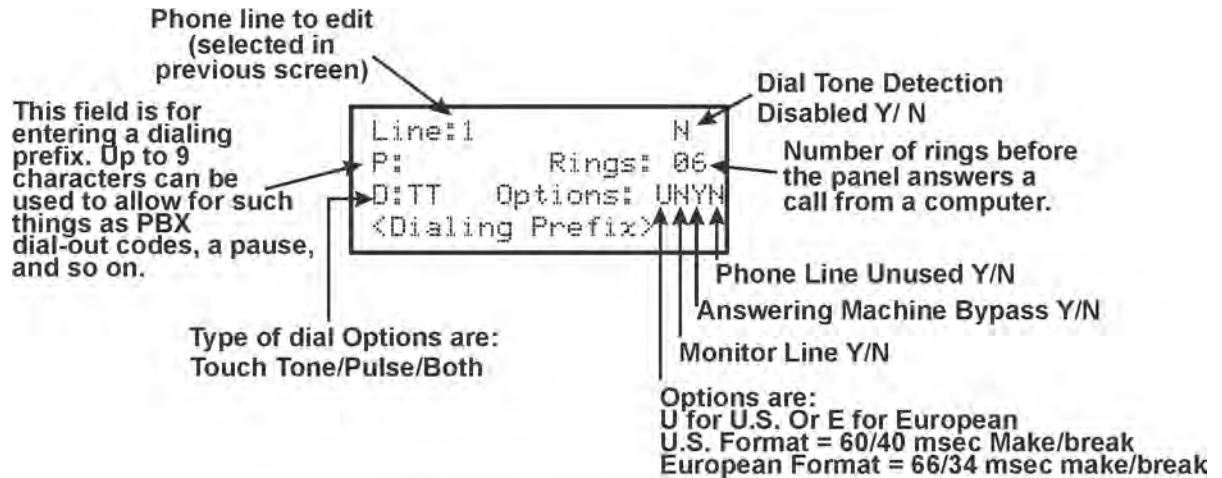 Phone line to edit
(selected in
previous screen)
This field is for
entering a dialing
prefix. Up to 9
characters can be
used to allow for such
things as PBX
dial-out codes, a pause,
and so on.
Line:1 N
P: Rings: 06
D:TT Options: UNYN
<Dialing Prefix>
Dial Tone Detection
Disabled Y/ N
Number of rings before
the panel answers a
call from a computer.
Phone Line Unused Y/N
Answering Machine Bypass Y/N
Monitor Line Y/N
Type of dial Options are:
Touch Tone/Pulse/Both
Options are:
U for U.S. Or E for European
U.S. Format = 60/40 msec Make/break
European Format = 66/34 msec make/break